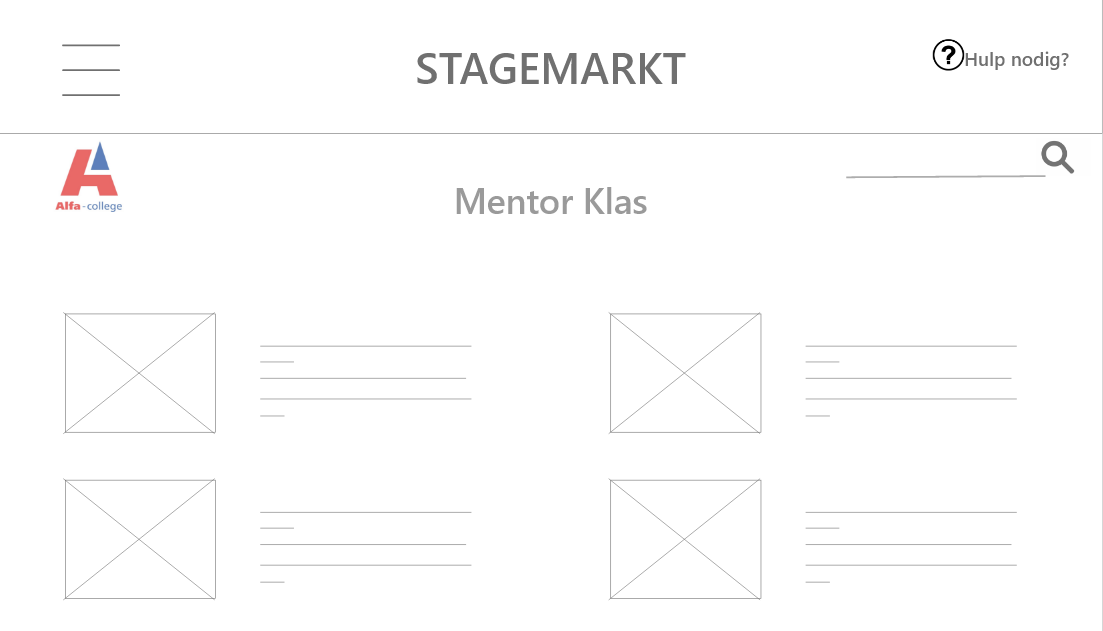 STAGEMARKT
?Hulp nodig?
Alfa-college
Mentor Klas